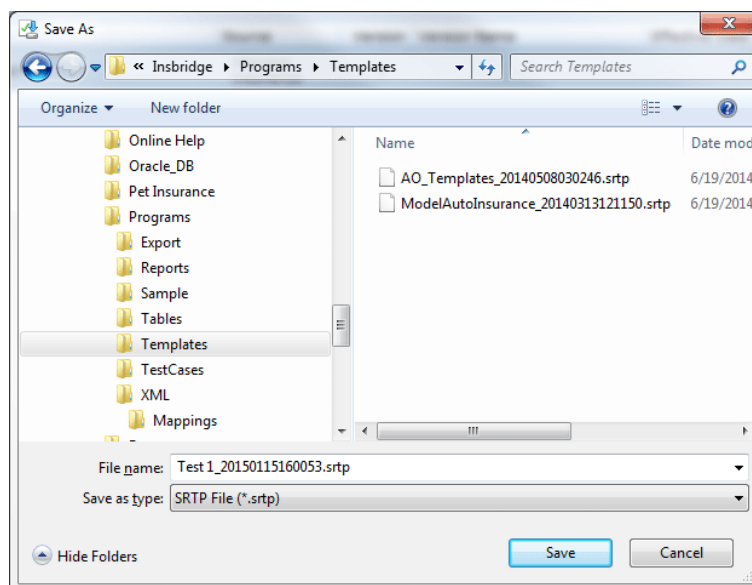 Save As
« Insbridge ▸ Programs ▸ Templates
Search Templates
Organize
New folder
Online Help
Oracle_DB
Pet Insurance
Programs
Export
Reports
Sample
Tables
Templates
TestCases
XML
Mappings
Name Date mod
AO_Templates_20140508030246.srtp 6/19/2014
ModelAutoInsurance_20140313121150.srtp 6/19/2014
File name: Test 1_20150115160053.srtp
Save as type: SRTP File (*.srtp)
Hide Folders
Save
Cancel